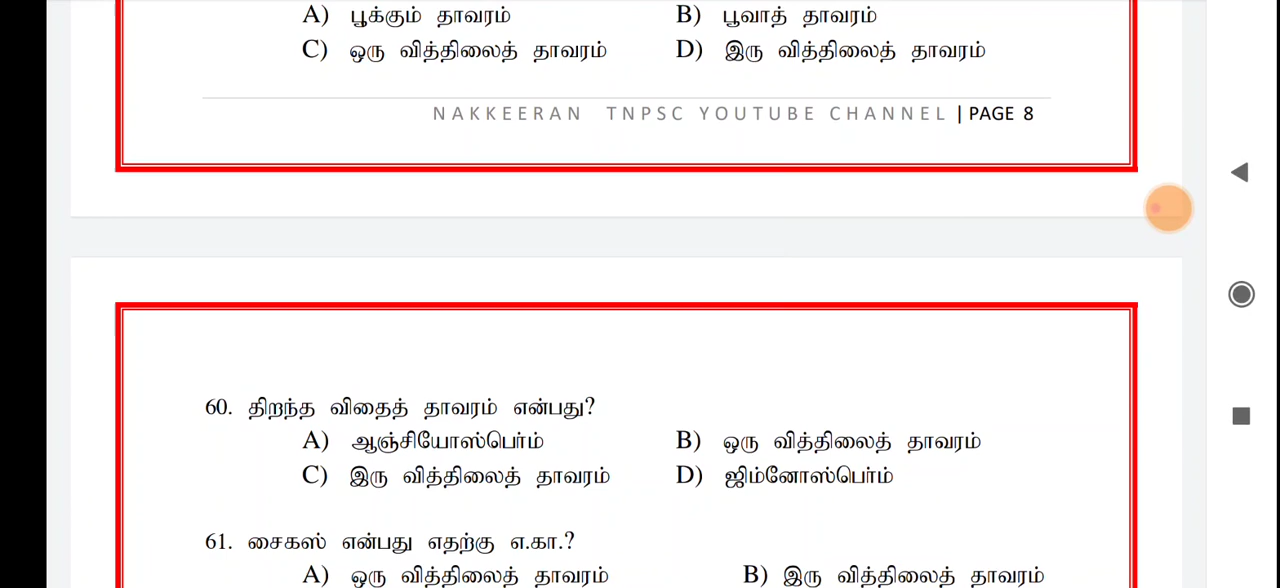 A) பூக்கும் தாவரம் B) பூவாத் தாவரம்
C) ஒரு வித்திலைத் தாவரம் D) இரு வித்திலைத் தாவரம்
NAKKEERAN TNPSC YOUTUBE CHANNEL | PAGE 8
60. திறந்த விதைத் தாவரம் என்பது?
A) ஆஞ்சியோஸ்பெர்ம் B) ஒரு வித்திலைத் தாவரம்
C) இரு வித்திலைத் தாவரம் D) ஜிம்னோஸ்பெர்ம்
61. சைகஸ் என்பது எதற்கு எ.கா.?
A) ஒரு வித்திலைத் தாவரம் B) இரு வித்திலைத் தாவரம்